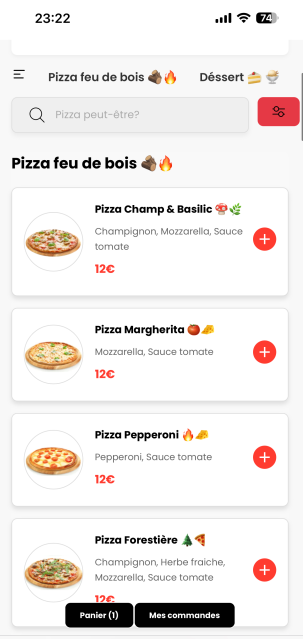 23:22
74
Pizza feu de bois 🪵🔥 Déssert 🍰🍨
Pizza peut-être?
Pizza feu de bois 🪵🔥
Pizza Champ & Basilic 🍄🌿
Champignon, Mozzarella, Sauce
tomate
12€
Pizza Margherita 🍅🧀
Mozzarella, Sauce tomate
12€
Pizza Pepperoni 🔥🧀
Pepperoni, Sauce tomate
12€
Pizza Forestière 🌲🍕
Champignon, Herbe fraiche,
Mozzarella, Sauce tomate
12€
Panier (1) Mes commandes